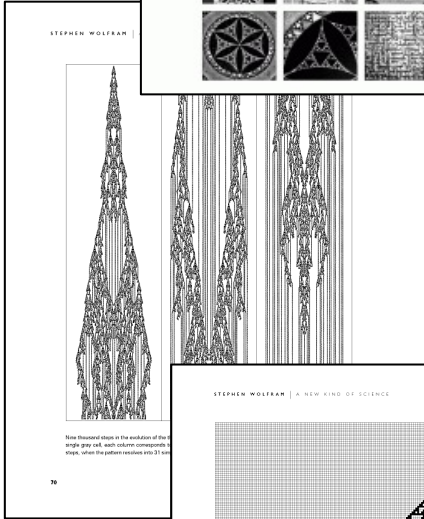 STEPHEN WOLFRAM
Nine thousand steps in the evolution of the
single gray cell, each column corresponds
steps, when the pattern resolves into 31
70
STEPHEN WOLFRAM | A NEW KIND OF SCIENCE